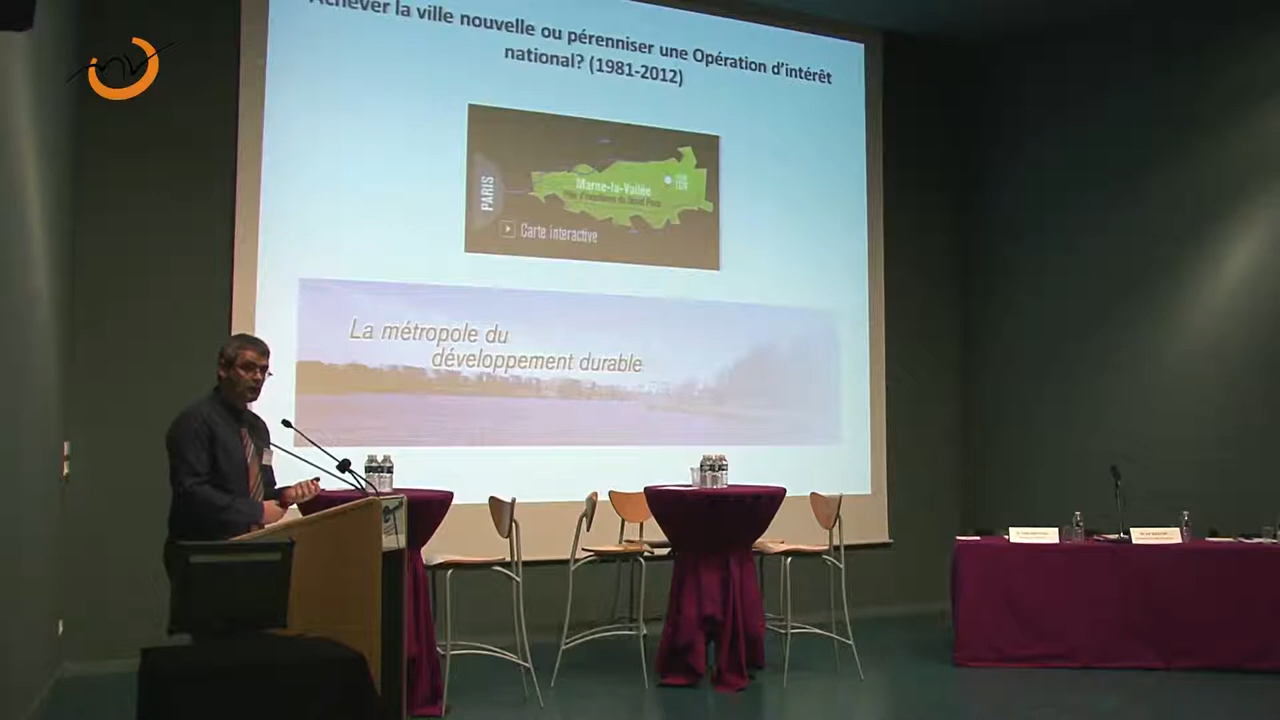 Achever la ville nouvelle ou pérenniser une Opération d'intérêt
national? (1981-2012)
PARIS
Marne-la-Vallée
Carte interactive
La métropole du
développement durable